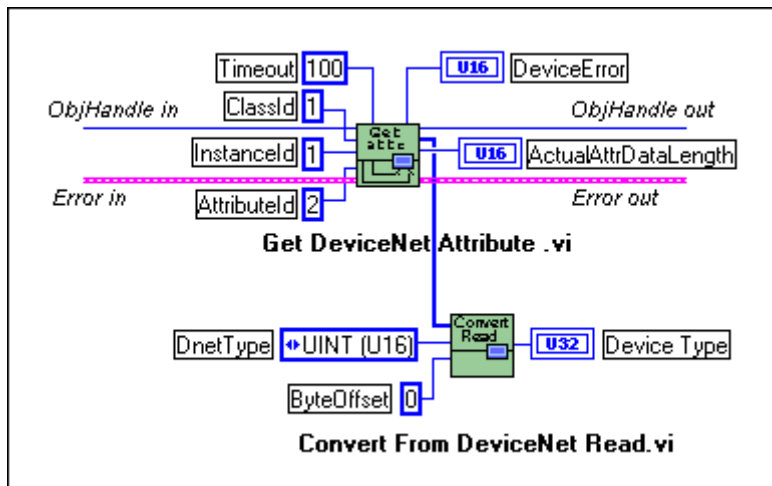 Timeout 100 U16 DeviceError
ObjHandle in ClassId 1 ObjHandle out
Get
attr
InstanceId 1 U16 ActualAttrDataLength
Error in AttributeId 2 Error out
Get DeviceNet Attribute .vi
Convert
Read
DnetType UINT (U16) U32 Device Type
ByteOffset 0
Convert From DeviceNet Read.vi